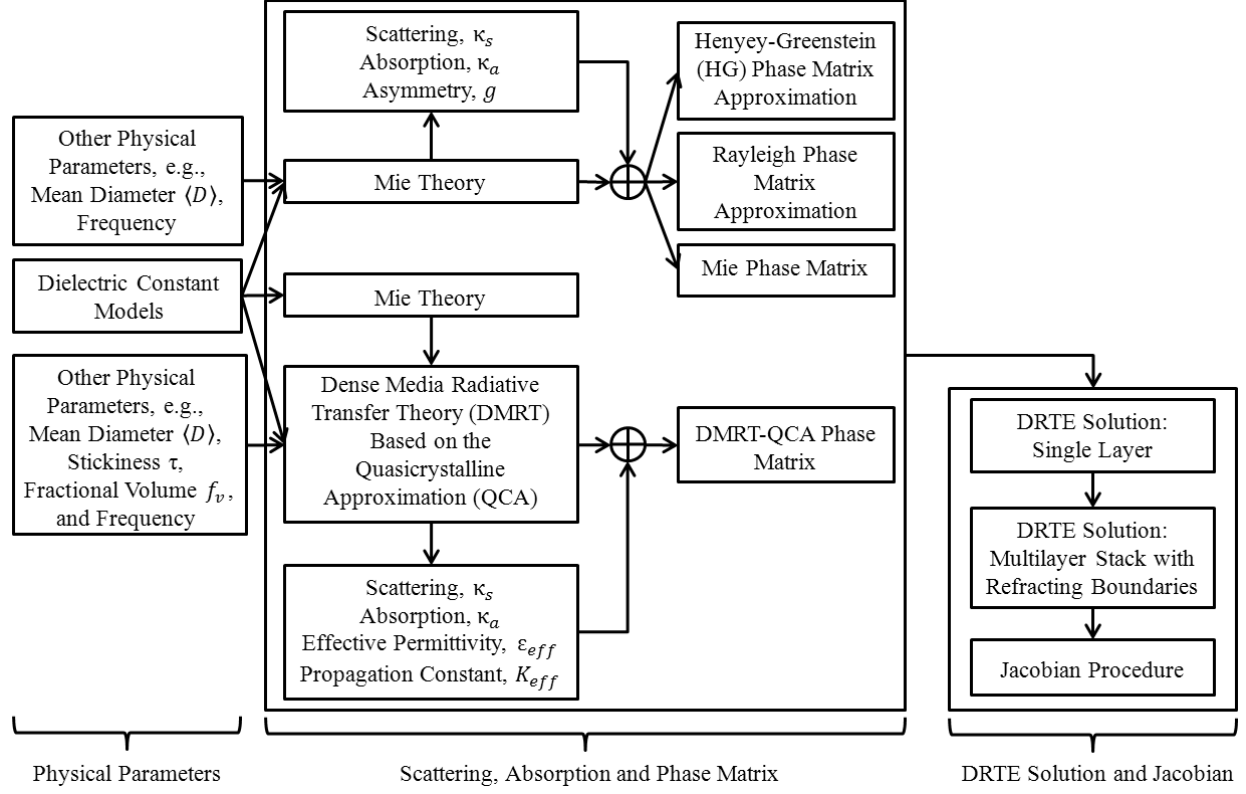 Other Physical
Parameters, e.g.,
Mean Diameter ⟨D⟩,
Frequency
Dielectric Constant
Models
Other Physical
Parameters, e.g.,
Mean Diameter ⟨D⟩,
Stickiness τ,
Fractional Volume f_v,
and Frequency
Physical Parameters
Scattering, κ_s
Absorption, κ_a
Asymmetry, g
Mie Theory
Mie Theory
Dense Media Radiative
Transfer Theory (DMRT)
Based on the
Quasicrystalline
Approximation (QCA)
Scattering, κ_s
Absorption, κ_a
Effective Permittivity, ε_eff
Propagation Constant, K_eff
Henyey-Greenstein
(HG) Phase Matrix
Approximation
Rayleigh Phase
Matrix
Approximation
Mie Phase Matrix
DMRT-QCA Phase
Matrix
Scattering, Absorption and Phase Matrix
DRTE Solution:
Single Layer
DRTE Solution:
Multilayer Stack with
Refracting Boundaries
Jacobian Procedure
DRTE Solution and Jacobian